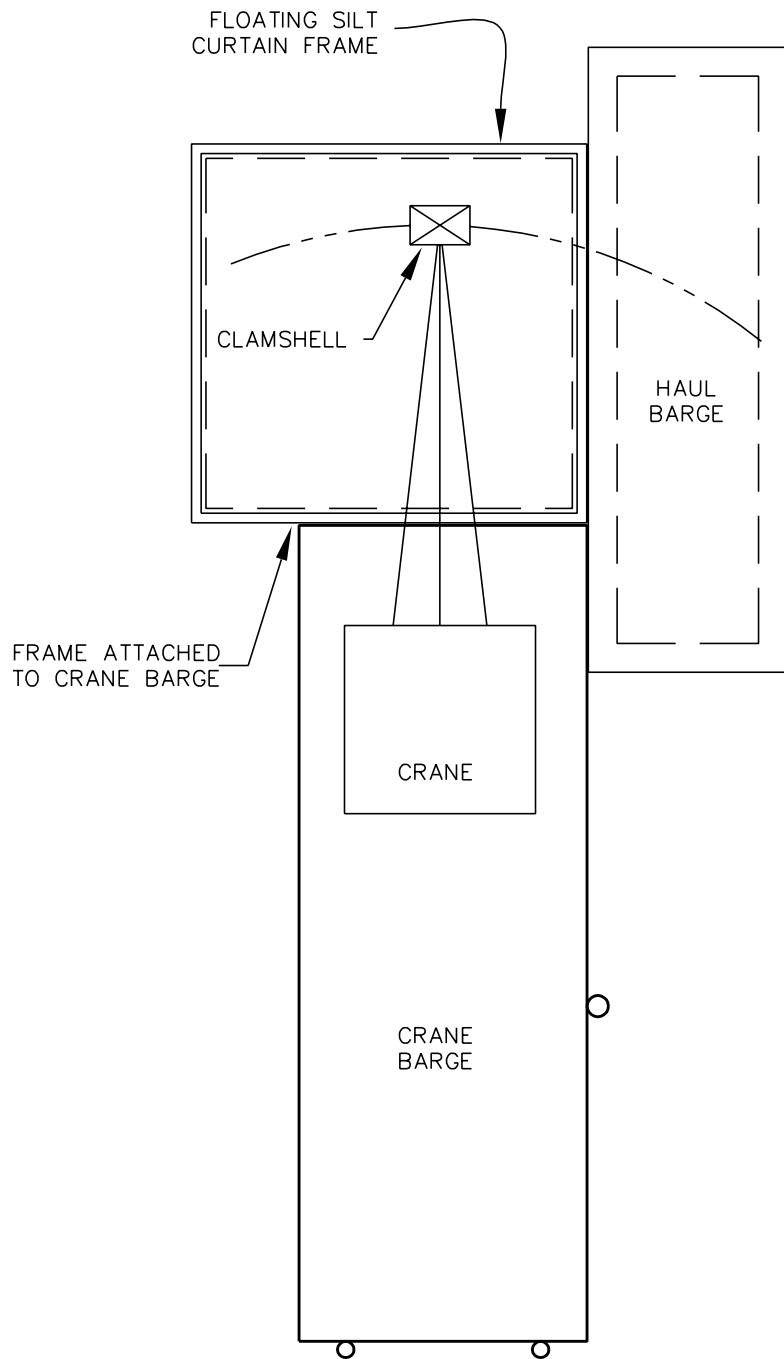 FLOATING SILT
CURTAIN FRAME
CLAMSHELL
HAUL
BARGE
FRAME ATTACHED
TO CRANE BARGE
CRANE
CRANE
BARGE